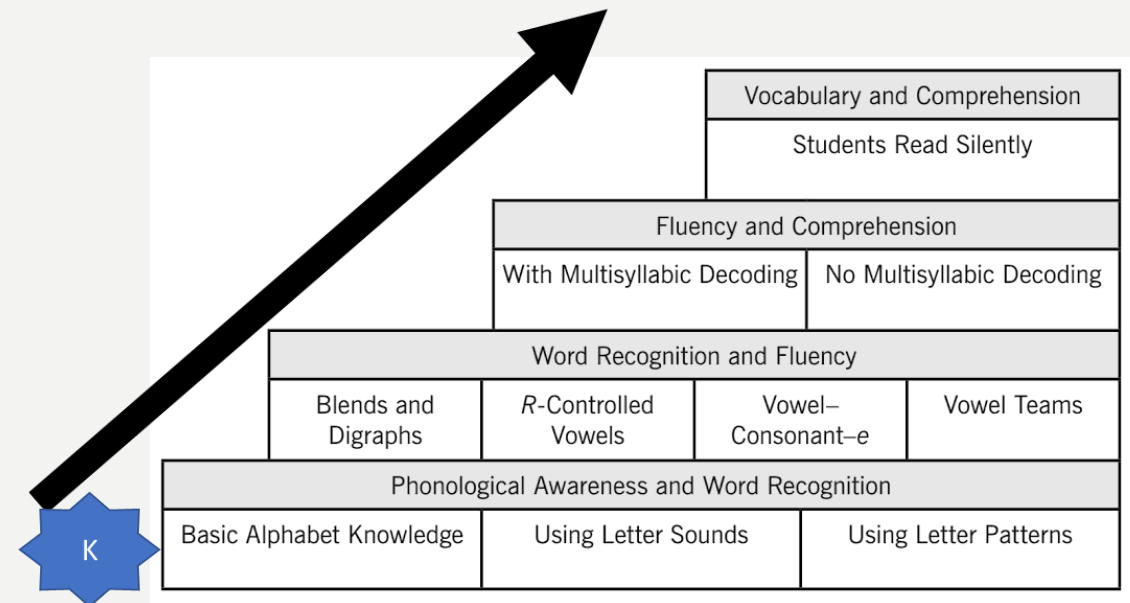 Vocabulary and Comprehension
Students Read Silently
Fluency and Comprehension
With Multisyllabic Decoding
No Multisyllabic Decoding
Word Recognition and Fluency
Blends and
Digraphs
R-Controlled
Vowels
Vowel–
Consonant–e
Vowel Teams
Phonological Awareness and Word Recognition
Basic Alphabet Knowledge
Using Letter Sounds
Using Letter Patterns
K